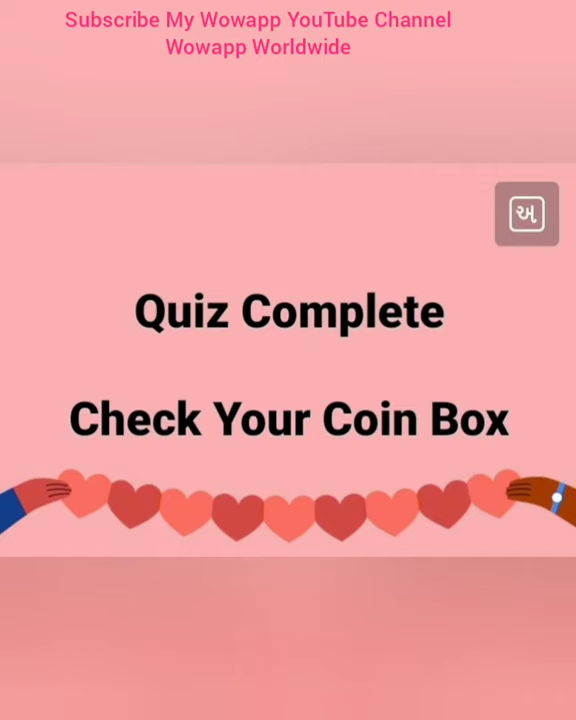 Subscribe My Wowapp YouTube Channel
Wowapp Worldwide
અ
Quiz Complete
Check Your Coin Box